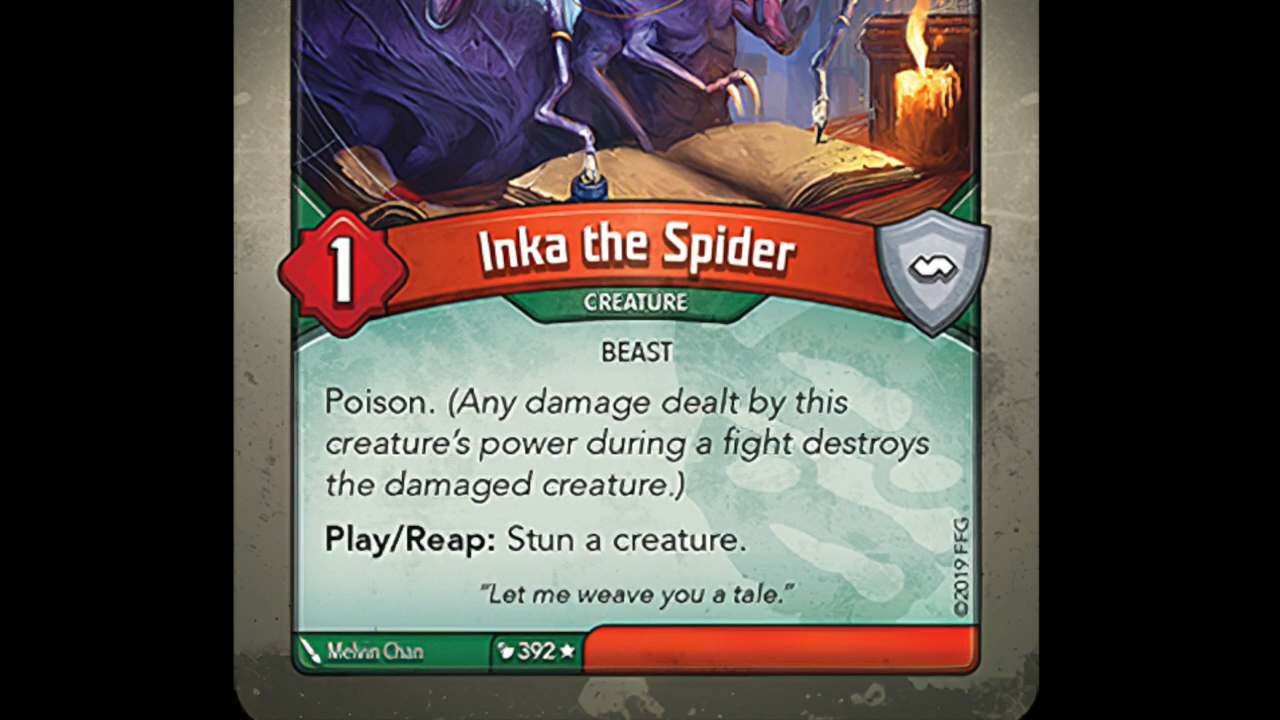 1
Inka the Spider
CREATURE
BEAST
Poison. (Any damage dealt by this
creature's power during a fight destroys
the damaged creature.)
Play/Reap: Stun a creature.
"Let me weave you a tale."
©2019 FFG
Melvin Chan
392